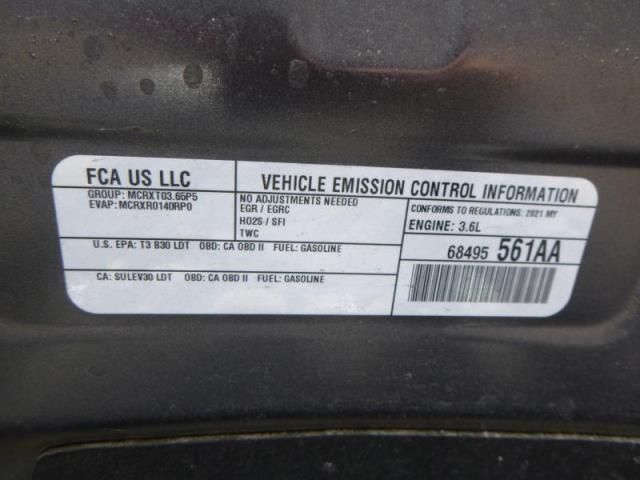 FCA US LLC
GROUP: MCRXT03.65P5
EVAP: MCRXR0140RP0
VEHICLE EMISSION CONTROL INFORMATION
NO ADJUSTMENTS NEEDED
EGR / EGRC
HO2S / SFI
TWC
CONFORMS TO REGULATIONS: 2021 MY
ENGINE: 3.6L
U.S. EPA: T3 B30 LDT OBD: CA OBD II FUEL: GASOLINE
68495 561AA
CA: SULEV30 LDT OBD: CA OBD II FUEL: GASOLINE